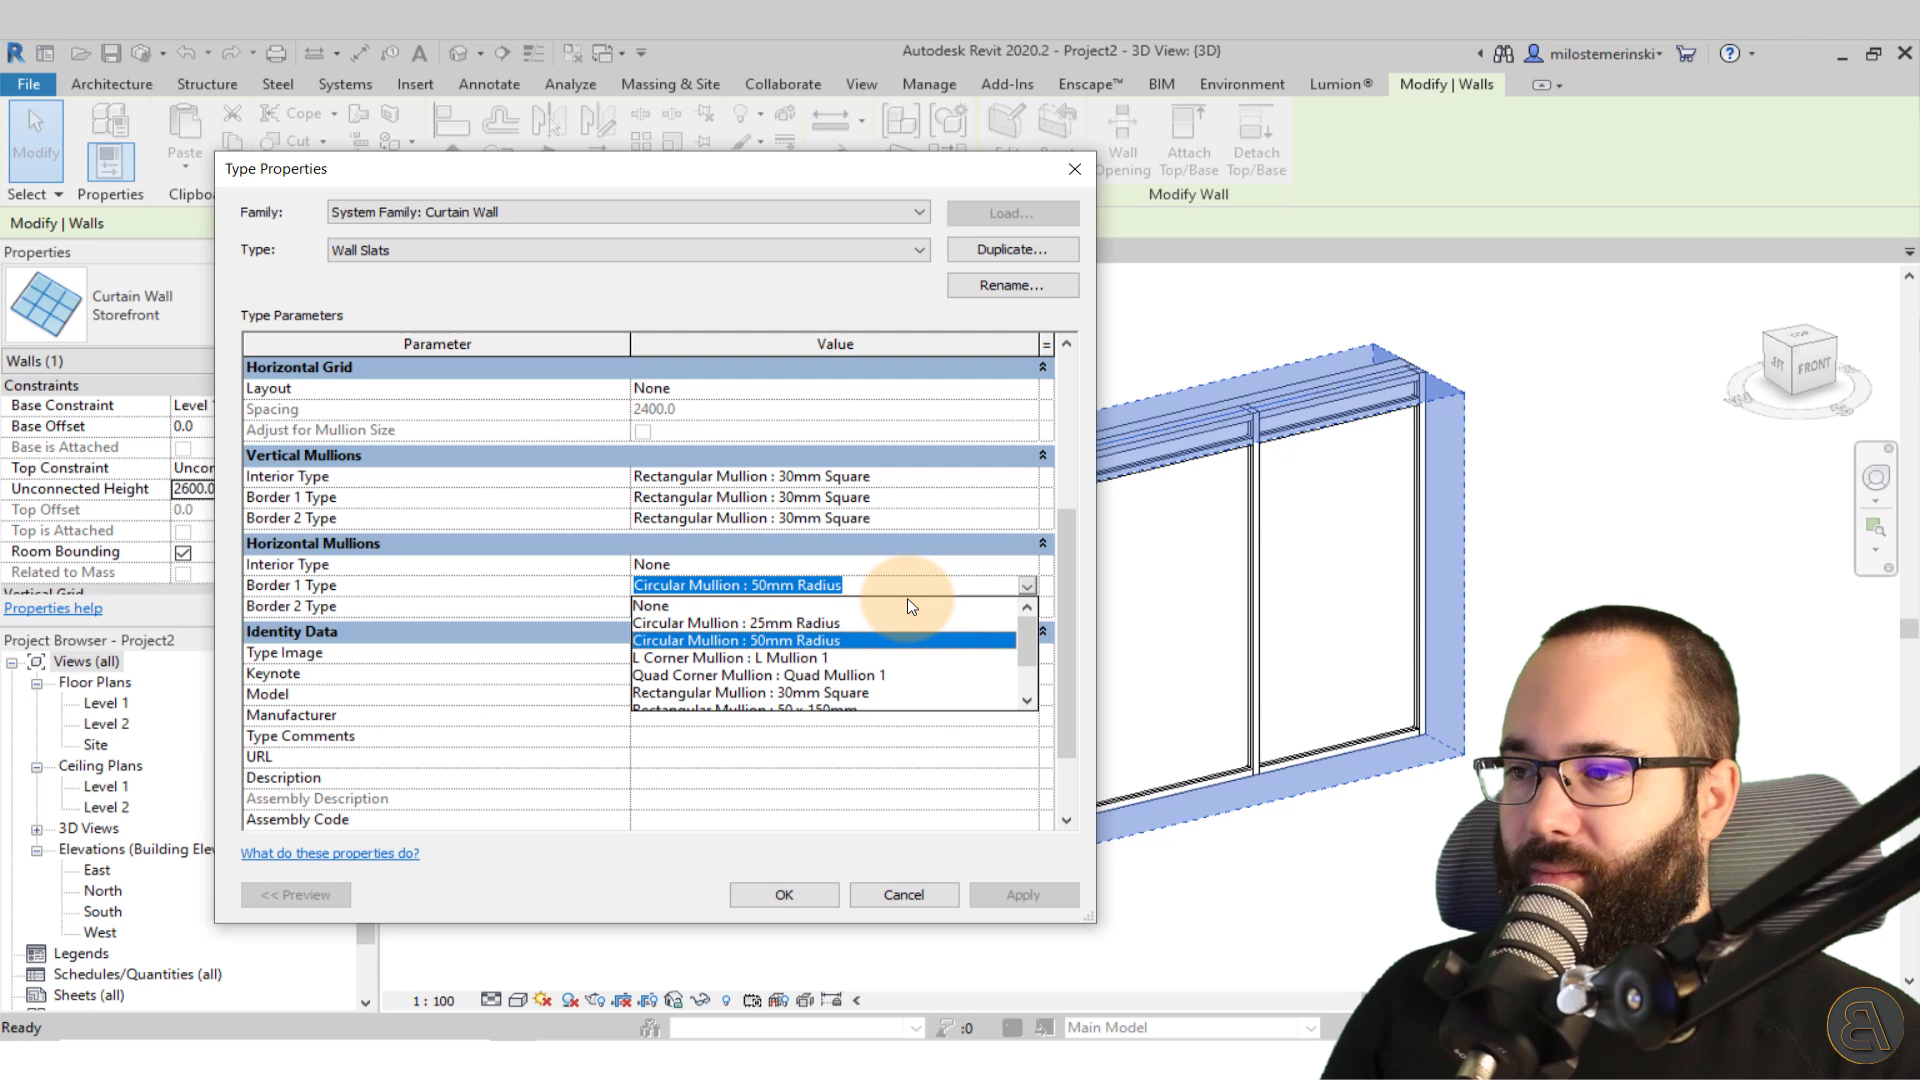 Autodesk Revit 2020.2 - Project2 - 3D View: {3D}
milostemerinski
File Architecture Structure Steel Systems Insert Annotate Analyze Massing & Site Collaborate View Manage Add-Ins Enscape™ BIM Environment Lumion® Modify | Walls
Modify
Select
Properties
Paste
Cope
Cut
Wall
Opening
Attach
Top/Base
Detach
Top/Base
Modify Wall
Modify | Walls
Properties
Curtain Wall
Storefront
Walls (1)
Constraints
Base Constraint Level
Base Offset 0.0
Base is Attached
Top Constraint
Unconnected Height 2600.0
Top Offset 0.0
Top is Attached
Room Bounding
Related to Mass
Vertical Grid
Properties help
Project Browser - Project2
Views (all)
Floor Plans
Level 1
Level 2
Site
Ceiling Plans
Level 1
Level 2
3D Views
Elevations (Building Ele
East
North
South
West
Legends
Schedules/Quantities (all)
Sheets (all)
Type Properties
Family: System Family: Curtain Wall Load...
Type: Wall Slats Duplicate...
Rename...
Type Parameters
Parameter Value =
Horizontal Grid
Layout None
Spacing 2400.0
Adjust for Mullion Size
Vertical Mullions
Interior Type Rectangular Mullion : 30mm Square
Border 1 Type Rectangular Mullion : 30mm Square
Border 2 Type Rectangular Mullion : 30mm Square
Horizontal Mullions
Interior Type None
Border 1 Type Circular Mullion : 50mm Radius
Border 2 Type
None
Circular Mullion : 25mm Radius
Circular Mullion : 50mm Radius
L Corner Mullion : L Mullion 1
Quad Corner Mullion : Quad Mullion 1
Rectangular Mullion : 30mm Square
Rectangular Mullion : 50 x 150mm
Identity Data
Type Image
Keynote
Model
Manufacturer
Type Comments
URL
Description
Assembly Description
Assembly Code
What do these properties do?
<< Preview OK Cancel Apply
TOP
LEFT
FRONT
1 : 100
Ready
:0
Main Model